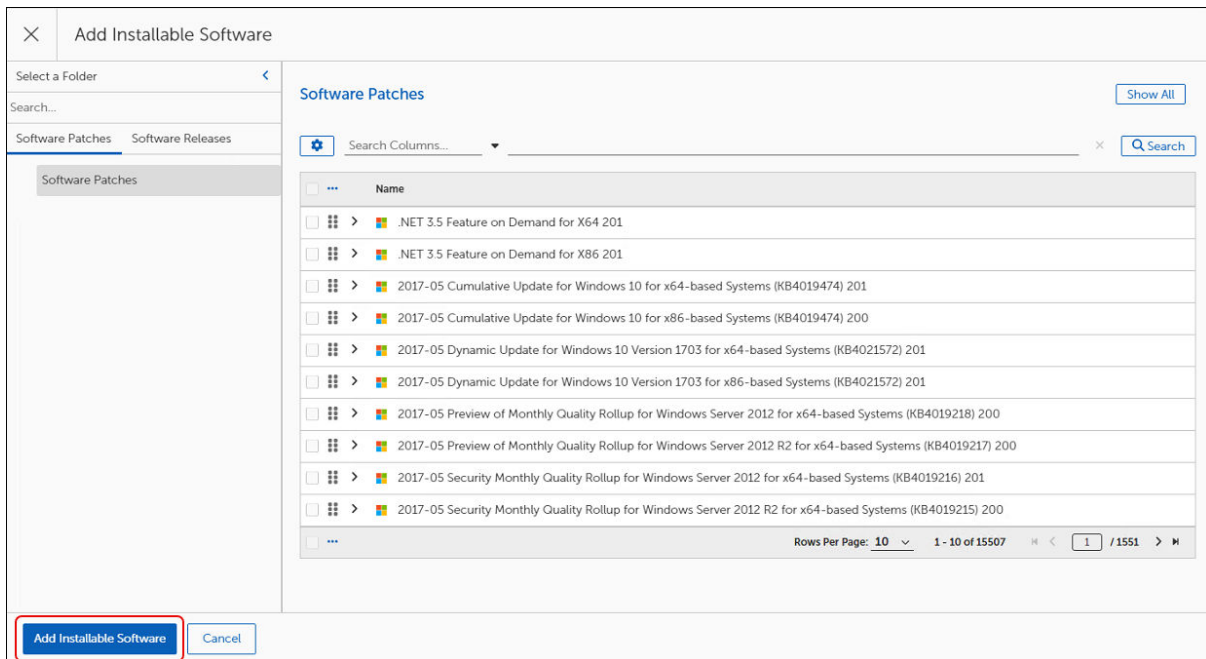 Add Installable Software
Select a Folder
Search...
Software Patches Software Releases
Software Patches
Software Patches
Show All
Search Columns...
Search
Name
.NET 3.5 Feature on Demand for X64 201
.NET 3.5 Feature on Demand for X86 201
2017-05 Cumulative Update for Windows 10 for x64-based Systems (KB4019474) 201
2017-05 Cumulative Update for Windows 10 for x86-based Systems (KB4019474) 200
2017-05 Dynamic Update for Windows 10 Version 1703 for x64-based Systems (KB4021572) 201
2017-05 Dynamic Update for Windows 10 Version 1703 for x86-based Systems (KB4021572) 201
2017-05 Preview of Monthly Quality Rollup for Windows Server 2012 for x64-based Systems (KB4019218) 200
2017-05 Preview of Monthly Quality Rollup for Windows Server 2012 R2 for x64-based Systems (KB4019217) 200
2017-05 Security Monthly Quality Rollup for Windows Server 2012 for x64-based Systems (KB4019216) 201
2017-05 Security Monthly Quality Rollup for Windows Server 2012 R2 for x64-based Systems (KB4019215) 200
Rows Per Page: 10 1 - 10 of 15507 1 / 1551
Add Installable Software Cancel